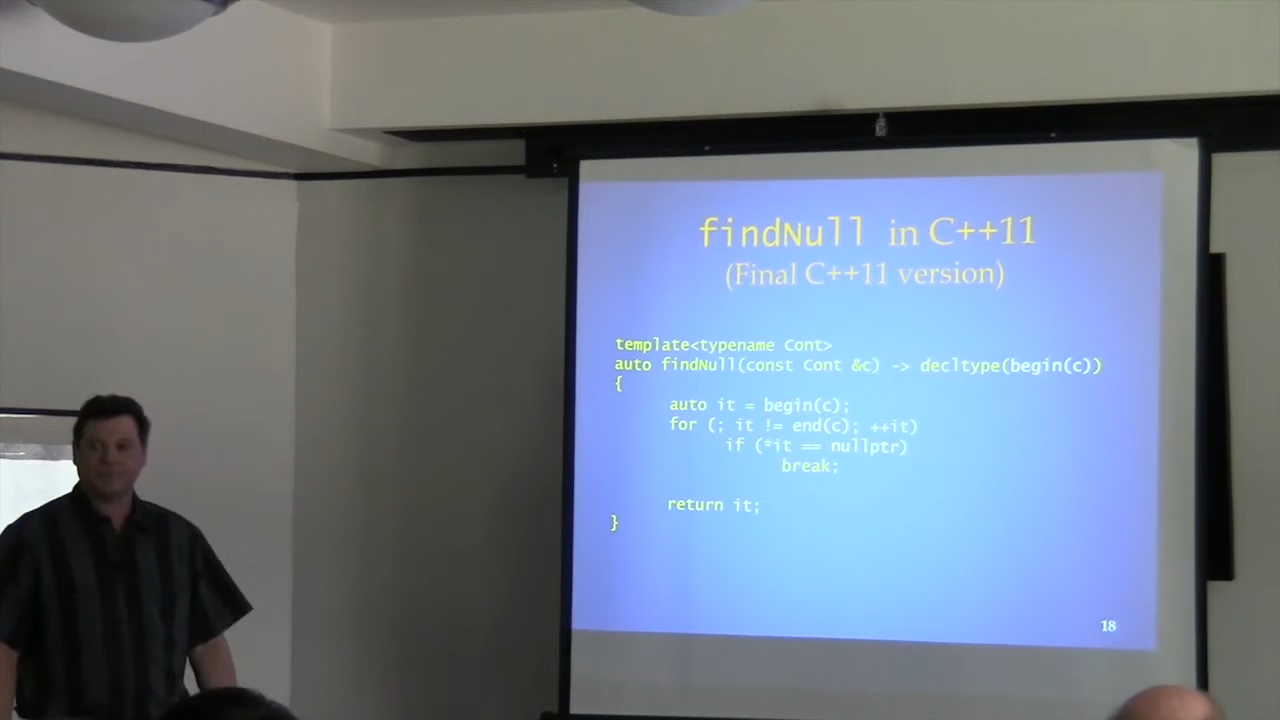 findNull in C++11
(Final C++11 version)
template<typename Cont>
auto findNull(const Cont &c) -> decltype(begin(c))
{
auto it = begin(c);
for (; it != end(c); ++it)
if (*it == nullptr)
break;
return it;
}
18